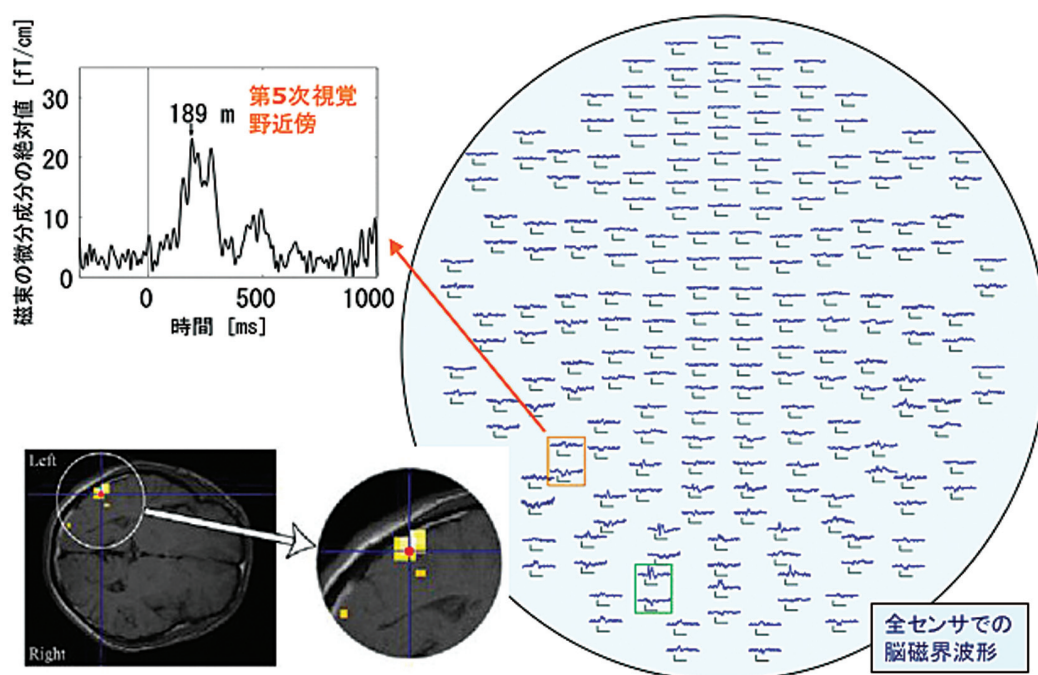 磁束の微分成分の絶対値 [fT/cm]
30
20
10
0
189 m
第5次視覚
野近傍
0
500
1000
時間 [ms]
Left
Right
全センサでの
脳磁界波形